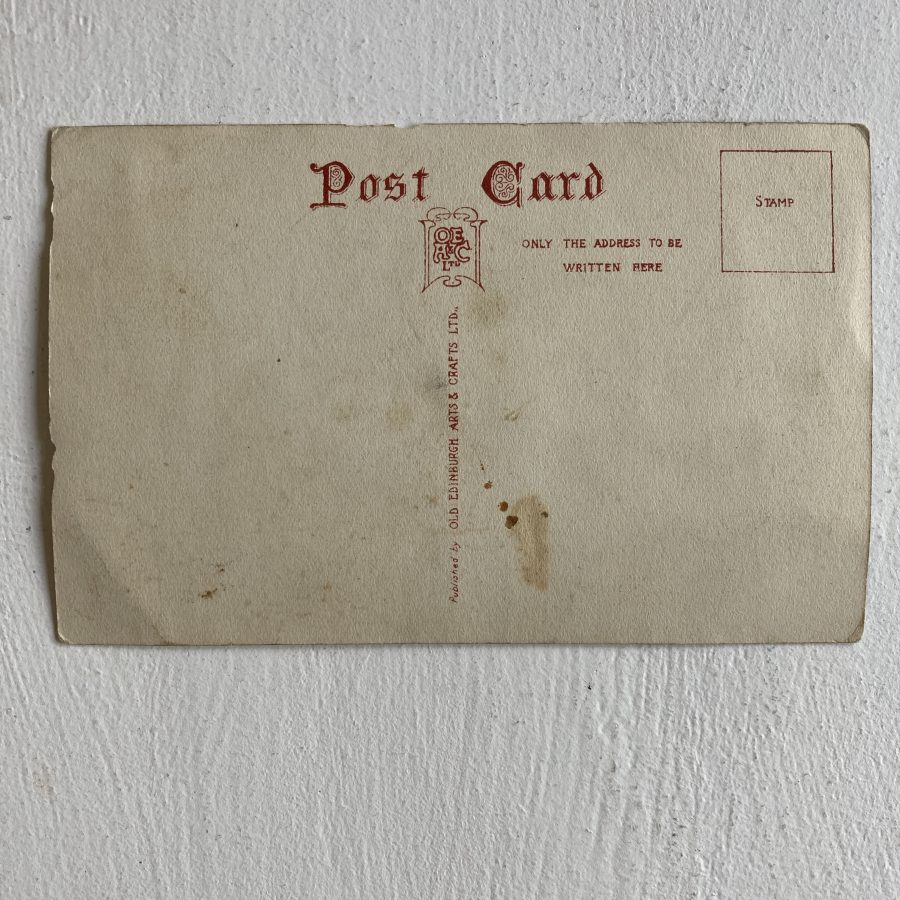 Post Card
STAMP
OE
A&C
LTD
ONLY THE ADDRESS TO BE
WRITTEN HERE
Published by OLD EDINBURGH ARTS & CRAFTS LTD.,